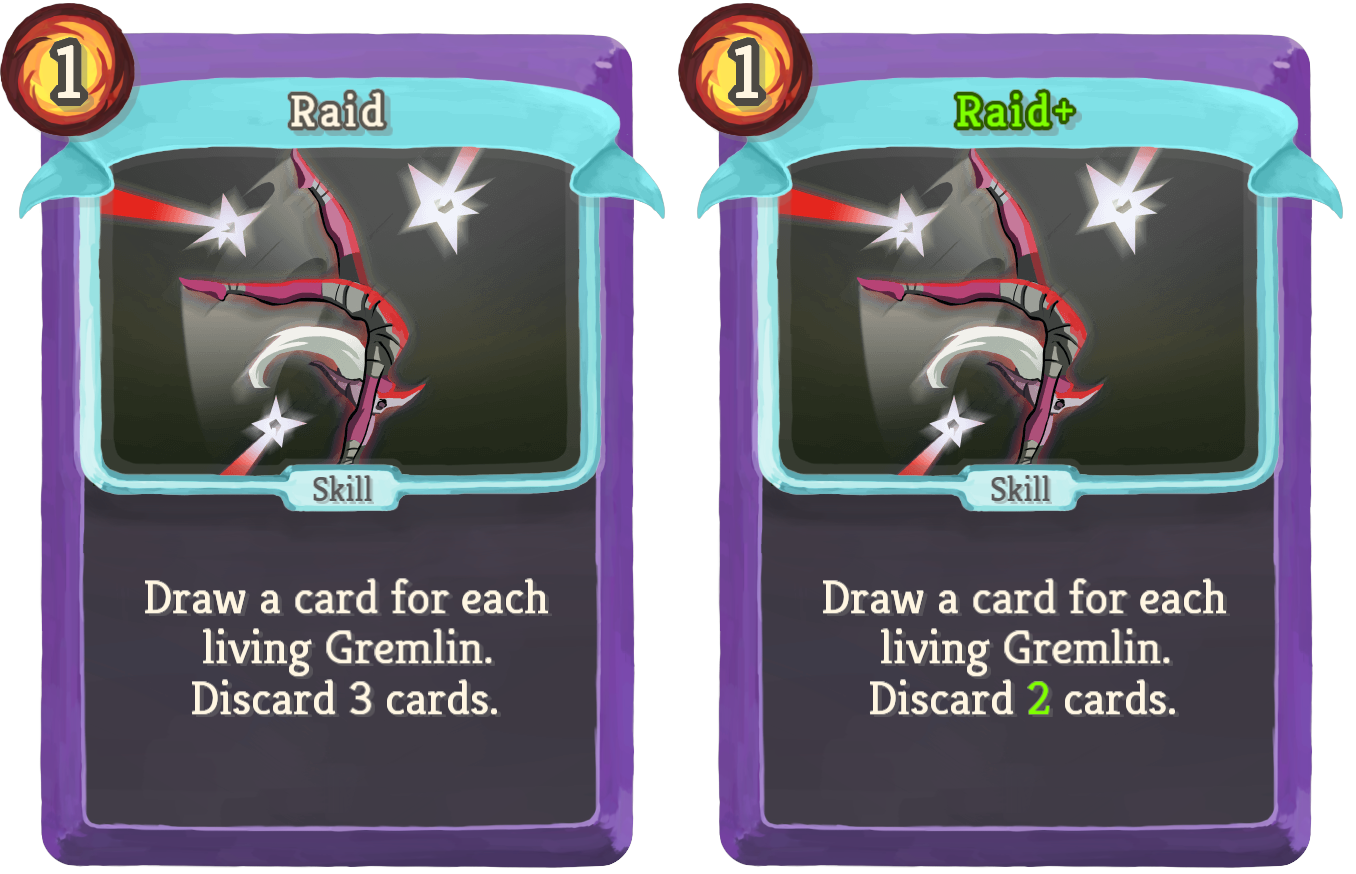 1
Raid
Skill
Draw a card for each
living Gremlin.
Discard 3 cards.
1
Raid+
Skill
Draw a card for each
living Gremlin.
Discard 2 cards.